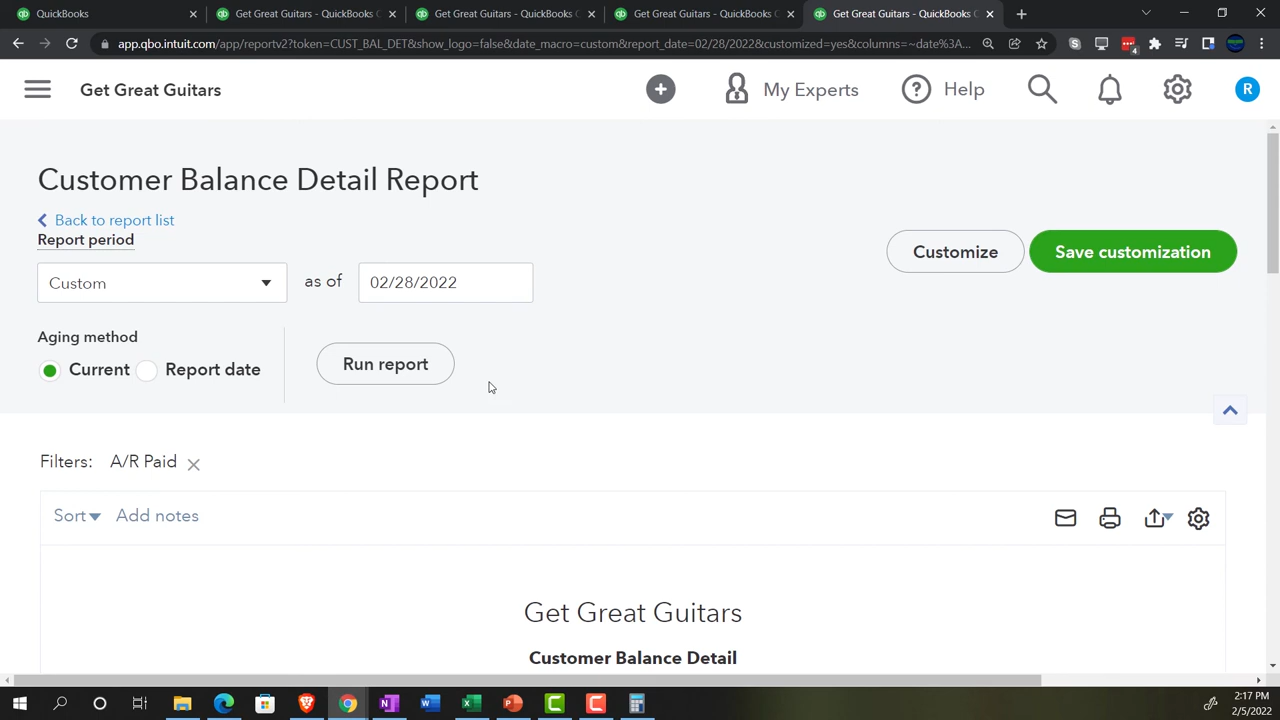 QuickBooks
Get Great Guitars - QuickBooks
Get Great Guitars - QuickBooks
Get Great Guitars - QuickBooks
Get Great Guitars - QuickBooks
app.qbo.intuit.com/app/reportv2?token=CUST_BAL_DET&show_logo=false&date_macro=custom&report_date=02/28/2022&customized=yes&columns=~date%3A...
4
Get Great Guitars
My Experts
Help
R
Customer Balance Detail Report
Back to report list
Report period
Custom
as of
02/28/2022
Customize
Save customization
Aging method
Current
Report date
Run report
Filters: A/R Paid
Sort
Add notes
Get Great Guitars
Customer Balance Detail
2:17 PM
2/5/2022